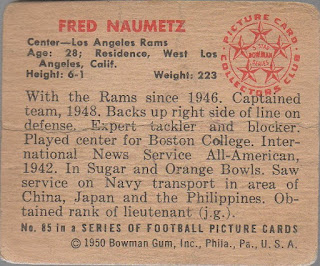 FRED NAUMETZ
Center—Los Angeles Rams
Age: 28; Residence, West Los
Angeles, Calif.
Height: 6-1 Weight: 223
PICTURE CARD
COLLECTORS CLUB
With the Rams since 1946. Captained
team, 1948. Backs up right side of line on
defense. Expert tackler and blocker.
Played center for Boston College. Inter-
national News Service All-American,
1942. In Sugar and Orange Bowls. Saw
service on Navy transport in area of
China, Japan and the Philippines. Ob-
tained rank of lieutenant (j.g.).
No. 85 in a SERIES OF FOOTBALL PICTURE CARDS
©1950 Bowman Gum, Inc., Phila., Pa., U. S. A.